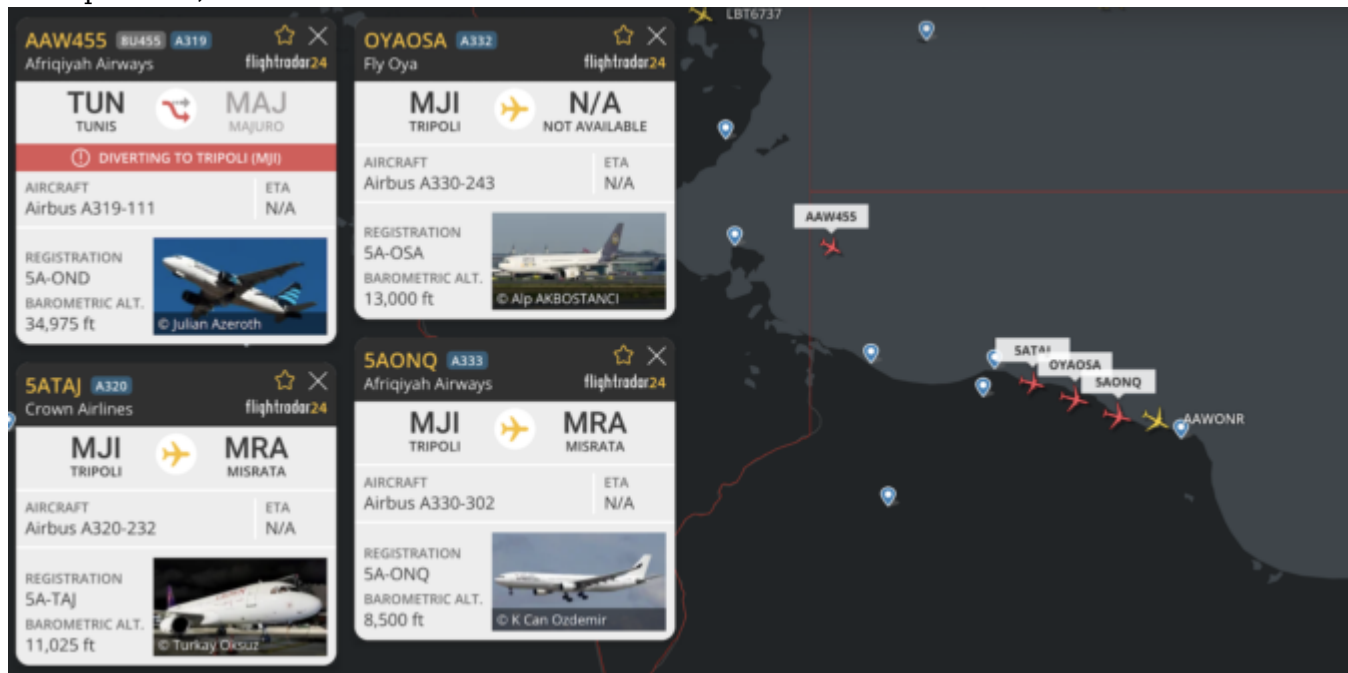 AAW455 8U455 A319
Afriqiyah Airways flightradar24
TUN MAJ
TUNIS MAJURO
DIVERTING TO TRIPOLI (MJI)
AIRCRAFT ETA
Airbus A319-111 N/A
REGISTRATION
5A-OND
BAROMETRIC ALT.
34,975 ft
© Julian Azeroth
5ATAJ A320
Crown Airlines flightradar24
MJI MRA
TRIPOLI MISRATA
AIRCRAFT ETA
Airbus A320-232 N/A
REGISTRATION
5A-TAJ
BAROMETRIC ALT.
11,025 ft
© Turkay Oksuz
OYAOSA A332
Fly Oya flightradar24
MJI N/A
TRIPOLI NOT AVAILABLE
AIRCRAFT ETA
Airbus A330-243 N/A
REGISTRATION
5A-OSA
BAROMETRIC ALT.
13,000 ft
© Alp AKBOSTANCI
5AONQ A333
Afriqiyah Airways flightradar24
MJI MRA
TRIPOLI MISRATA
AIRCRAFT ETA
Airbus A330-302 N/A
REGISTRATION
5A-ONQ
BAROMETRIC ALT.
8,500 ft
© K Can Ozdemir
LBT6737
AAW455
5ATAJ
OYAOSA
5AONQ
AAWONR